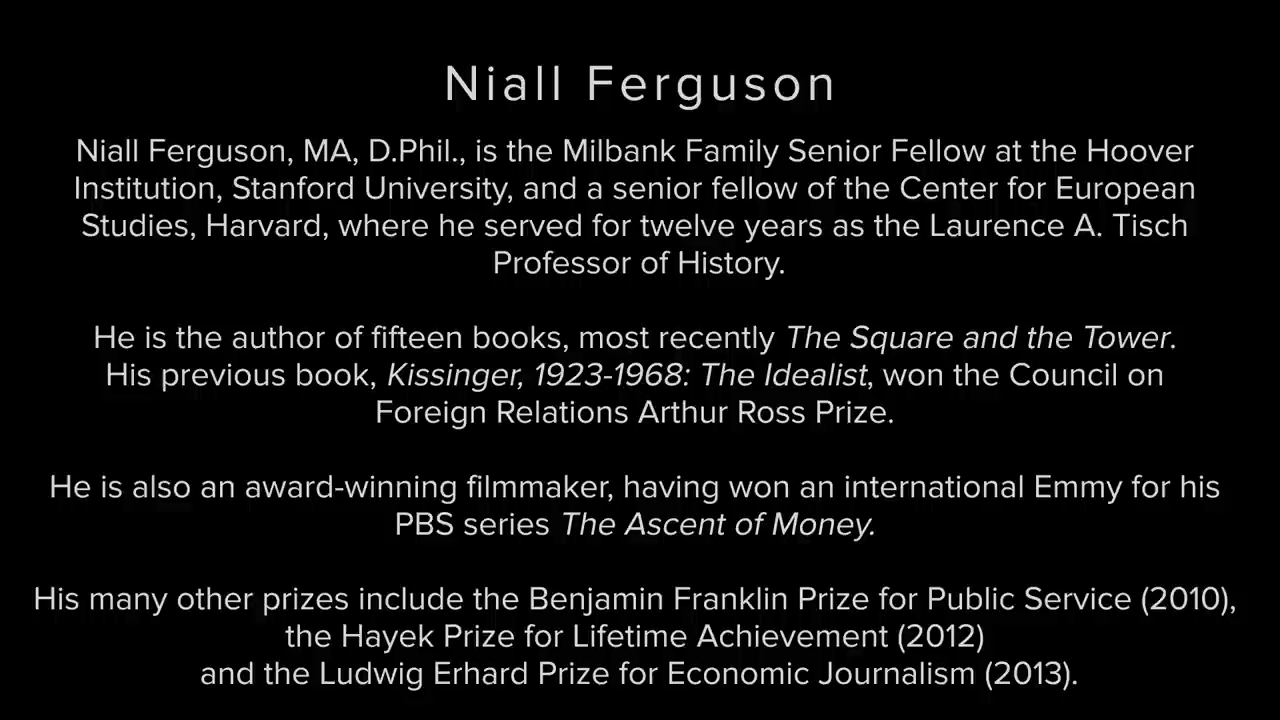 Niall Ferguson
Niall Ferguson, MA, D.Phil., is the Milbank Family Senior Fellow at the Hoover
Institution, Stanford University, and a senior fellow of the Center for European
Studies, Harvard, where he served for twelve years as the Laurence A. Tisch
Professor of History.
He is the author of fifteen books, most recently The Square and the Tower.
His previous book, Kissinger, 1923-1968: The Idealist, won the Council on
Foreign Relations Arthur Ross Prize.
He is also an award-winning filmmaker, having won an international Emmy for his
PBS series The Ascent of Money.
His many other prizes include the Benjamin Franklin Prize for Public Service (2010),
the Hayek Prize for Lifetime Achievement (2012)
and the Ludwig Erhard Prize for Economic Journalism (2013).